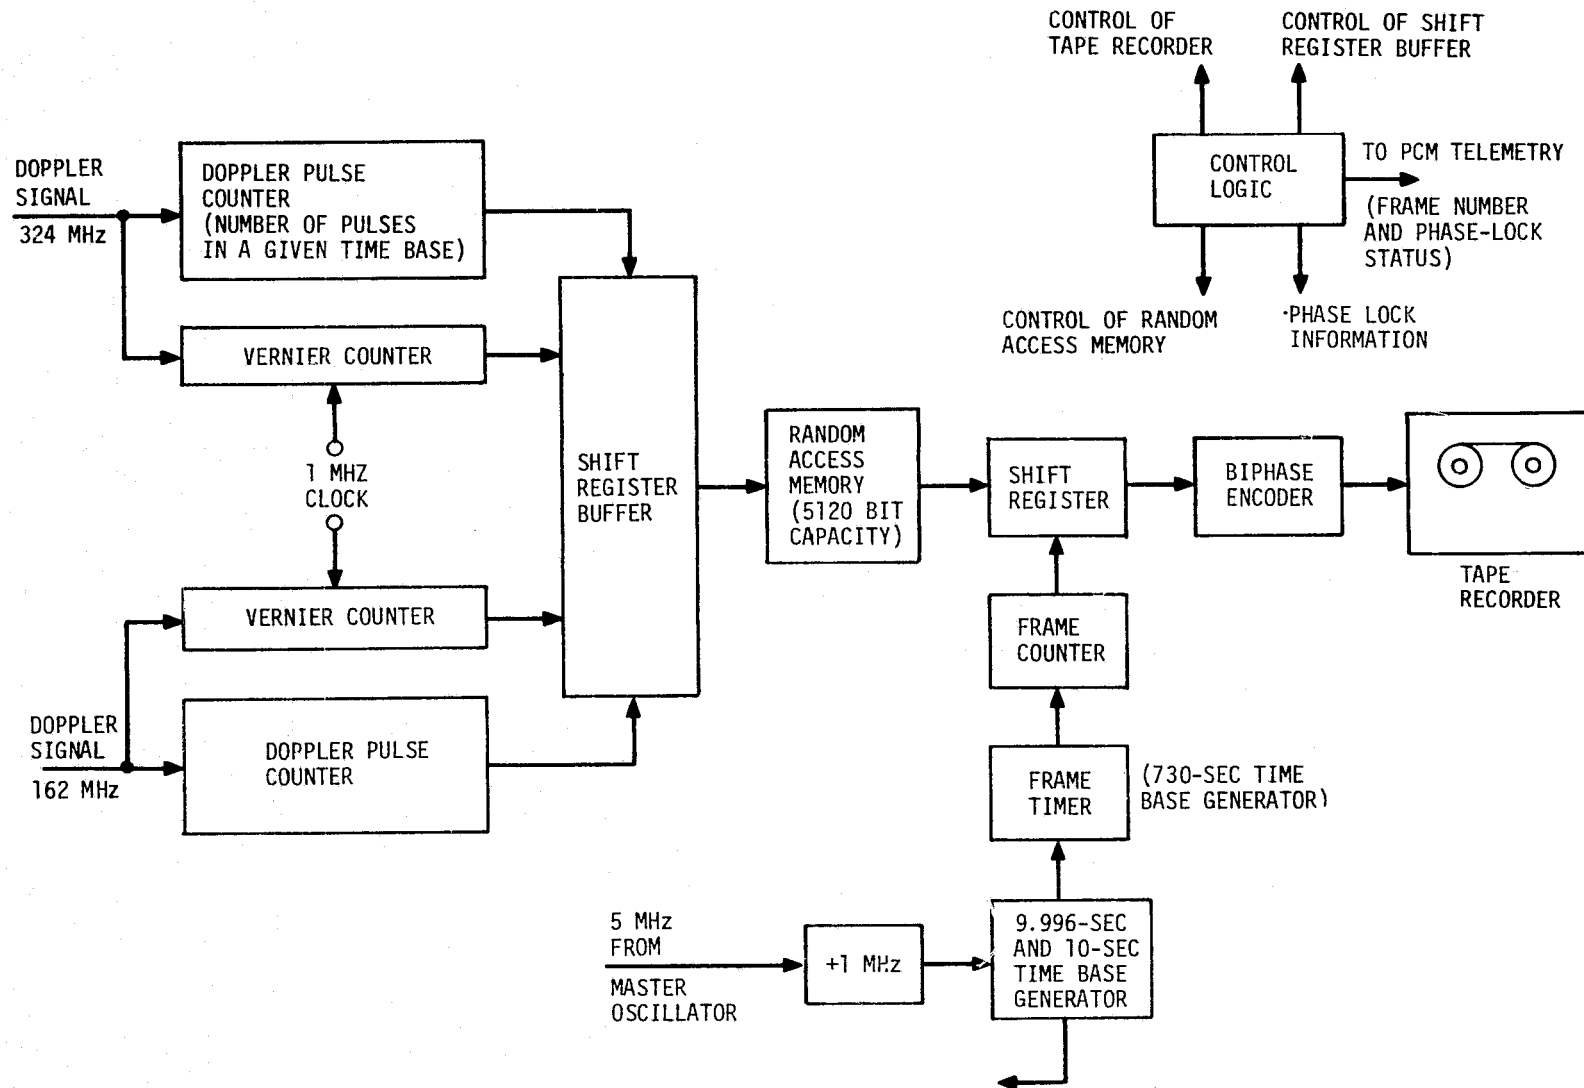 CONTROL OF
TAPE RECORDER
CONTROL OF SHIFT
REGISTER BUFFER
CONTROL
LOGIC
TO PCM TELEMETRY
(FRAME NUMBER
AND PHASE-LOCK
STATUS)
CONTROL OF RANDOM
ACCESS MEMORY
PHASE LOCK
INFORMATION
DOPPLER
SIGNAL
324 MHz
DOPPLER PULSE
COUNTER
(NUMBER OF PULSES
IN A GIVEN TIME BASE)
VERNIER COUNTER
1 MHZ
CLOCK
VERNIER COUNTER
DOPPLER
SIGNAL
162 MHz
DOPPLER PULSE
COUNTER
SHIFT
REGISTER
BUFFER
RANDOM
ACCESS
MEMORY
(5120 BIT
CAPACITY)
SHIFT
REGISTER
BIPHASE
ENCODER
TAPE
RECORDER
FRAME
COUNTER
FRAME
TIMER
(730-SEC TIME
BASE GENERATOR)
5 MHz
FROM
MASTER
OSCILLATOR
+1 MHz
9.996-SEC
AND 10-SEC
TIME BASE
GENERATOR